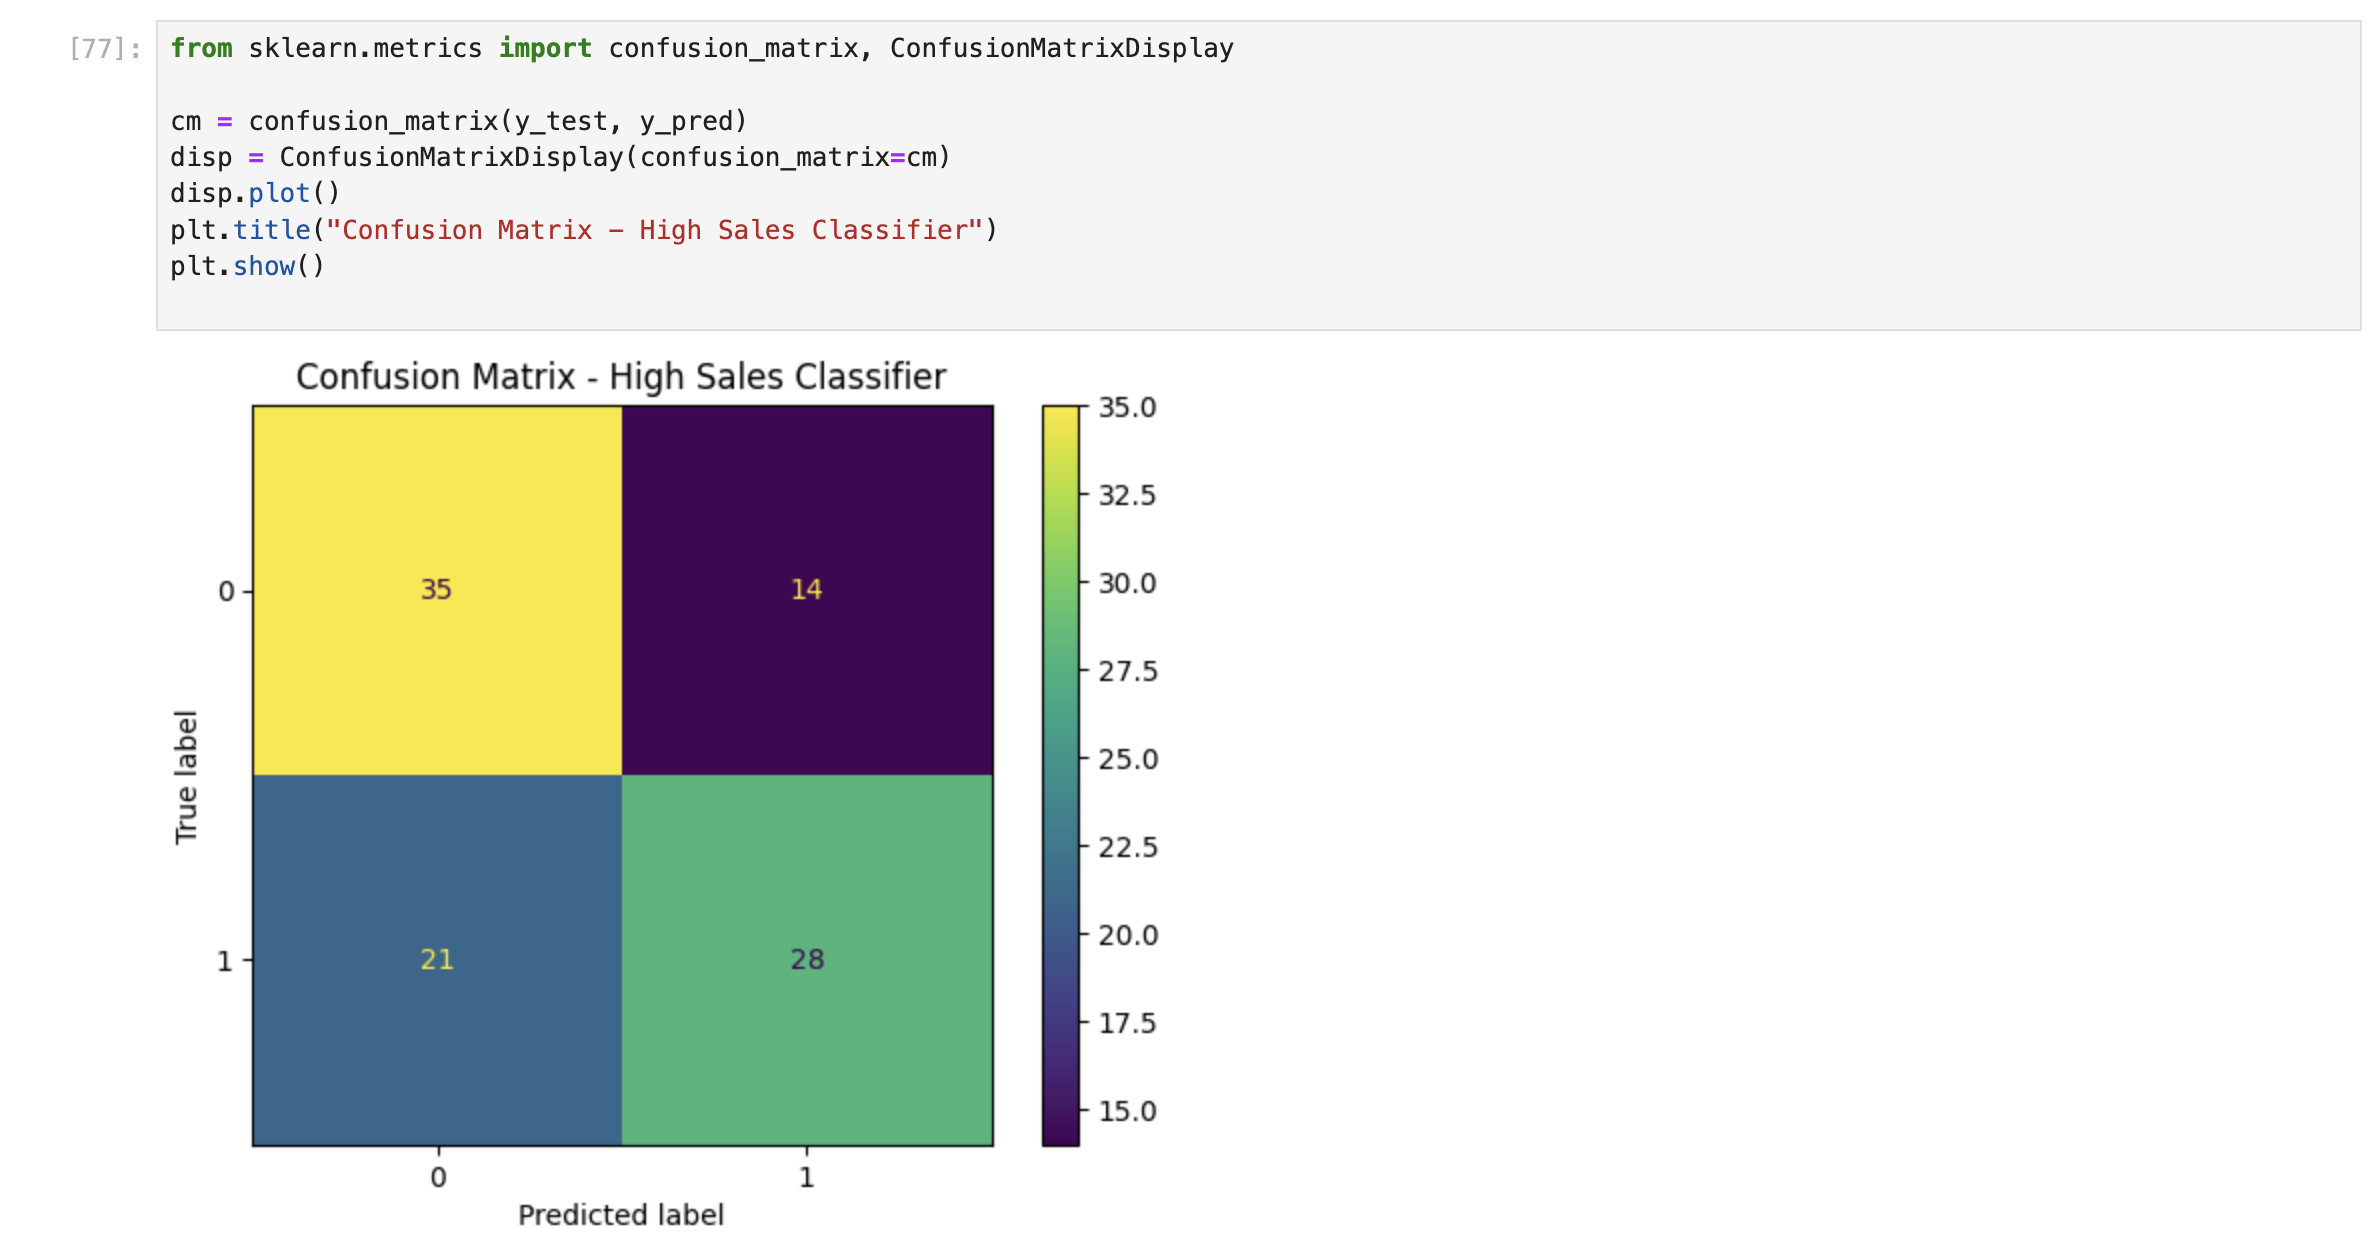 [77]:
from sklearn.metrics import confusion_matrix, ConfusionMatrixDisplay
cm = confusion_matrix(y_test, y_pred)
disp = ConfusionMatrixDisplay(confusion_matrix=cm)
disp.plot()
plt.title("Confusion Matrix - High Sales Classifier")
plt.show()
Confusion Matrix - High Sales Classifier
35 14
21 28
0
1
True label
0 1
Predicted label
35.0
32.5
30.0
27.5
25.0
22.5
20.0
17.5
15.0